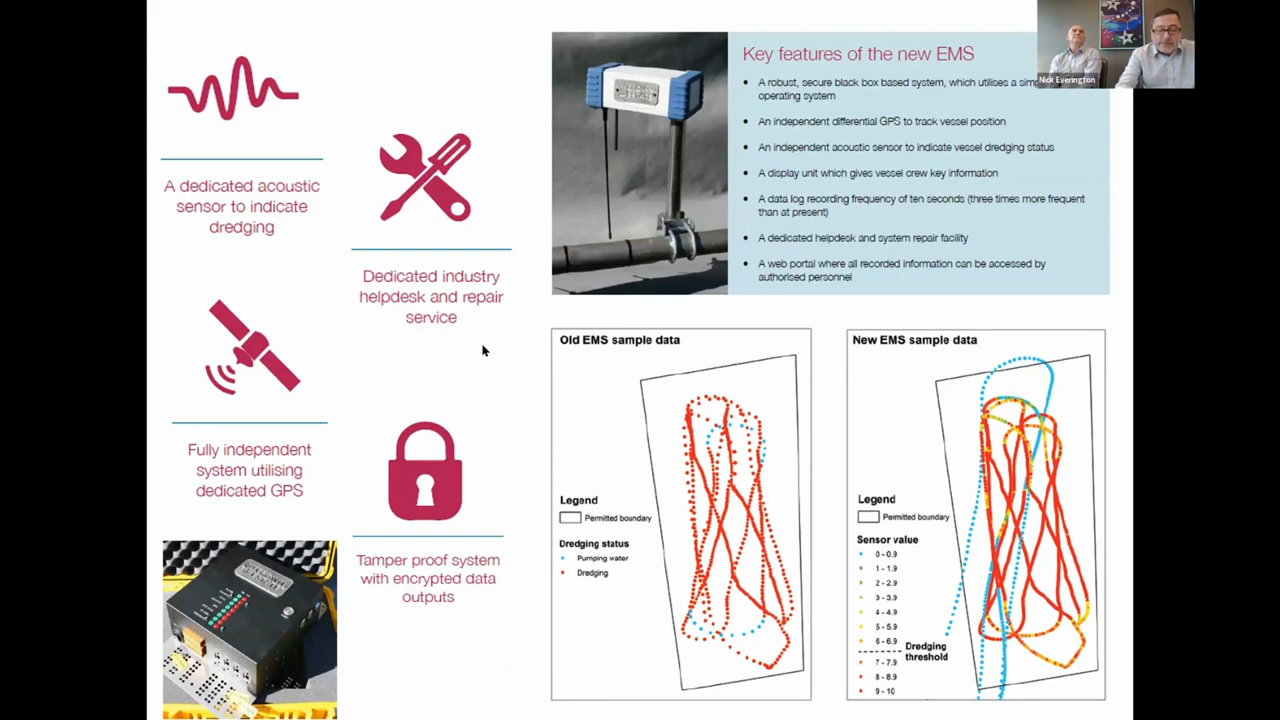 A dedicated acoustic
sensor to indicate
dredging
Dedicated industry
helpdesk and repair
service
Fully independent
system utilising
dedicated GPS
Tamper proof system
with encrypted data
outputs
Key features of the new EMS
• A robust, secure black box based system, which utilises a
operating system
• An independent differential GPS to track vessel position
• An independent acoustic sensor to indicate vessel dredging status
• A display unit which gives vessel crew key information
• A data log recording frequency of ten seconds (three times more frequent
than at present)
• A dedicated helpdesk and system repair facility
• A web portal where all recorded information can be accessed by
authorised personnel
Nick Everington
Old EMS sample data
Legend
Permitted boundary
Dredging status
Pumping water
Dredging
New EMS sample data
Legend
Permitted boundary
Sensor value
0 - 0.9
1 - 1.9
2 - 2.9
3 - 3.9
4 - 4.9
5 - 5.9
6 - 6.9
Dredging
threshold
7 - 7.9
8 - 8.9
9 - 10